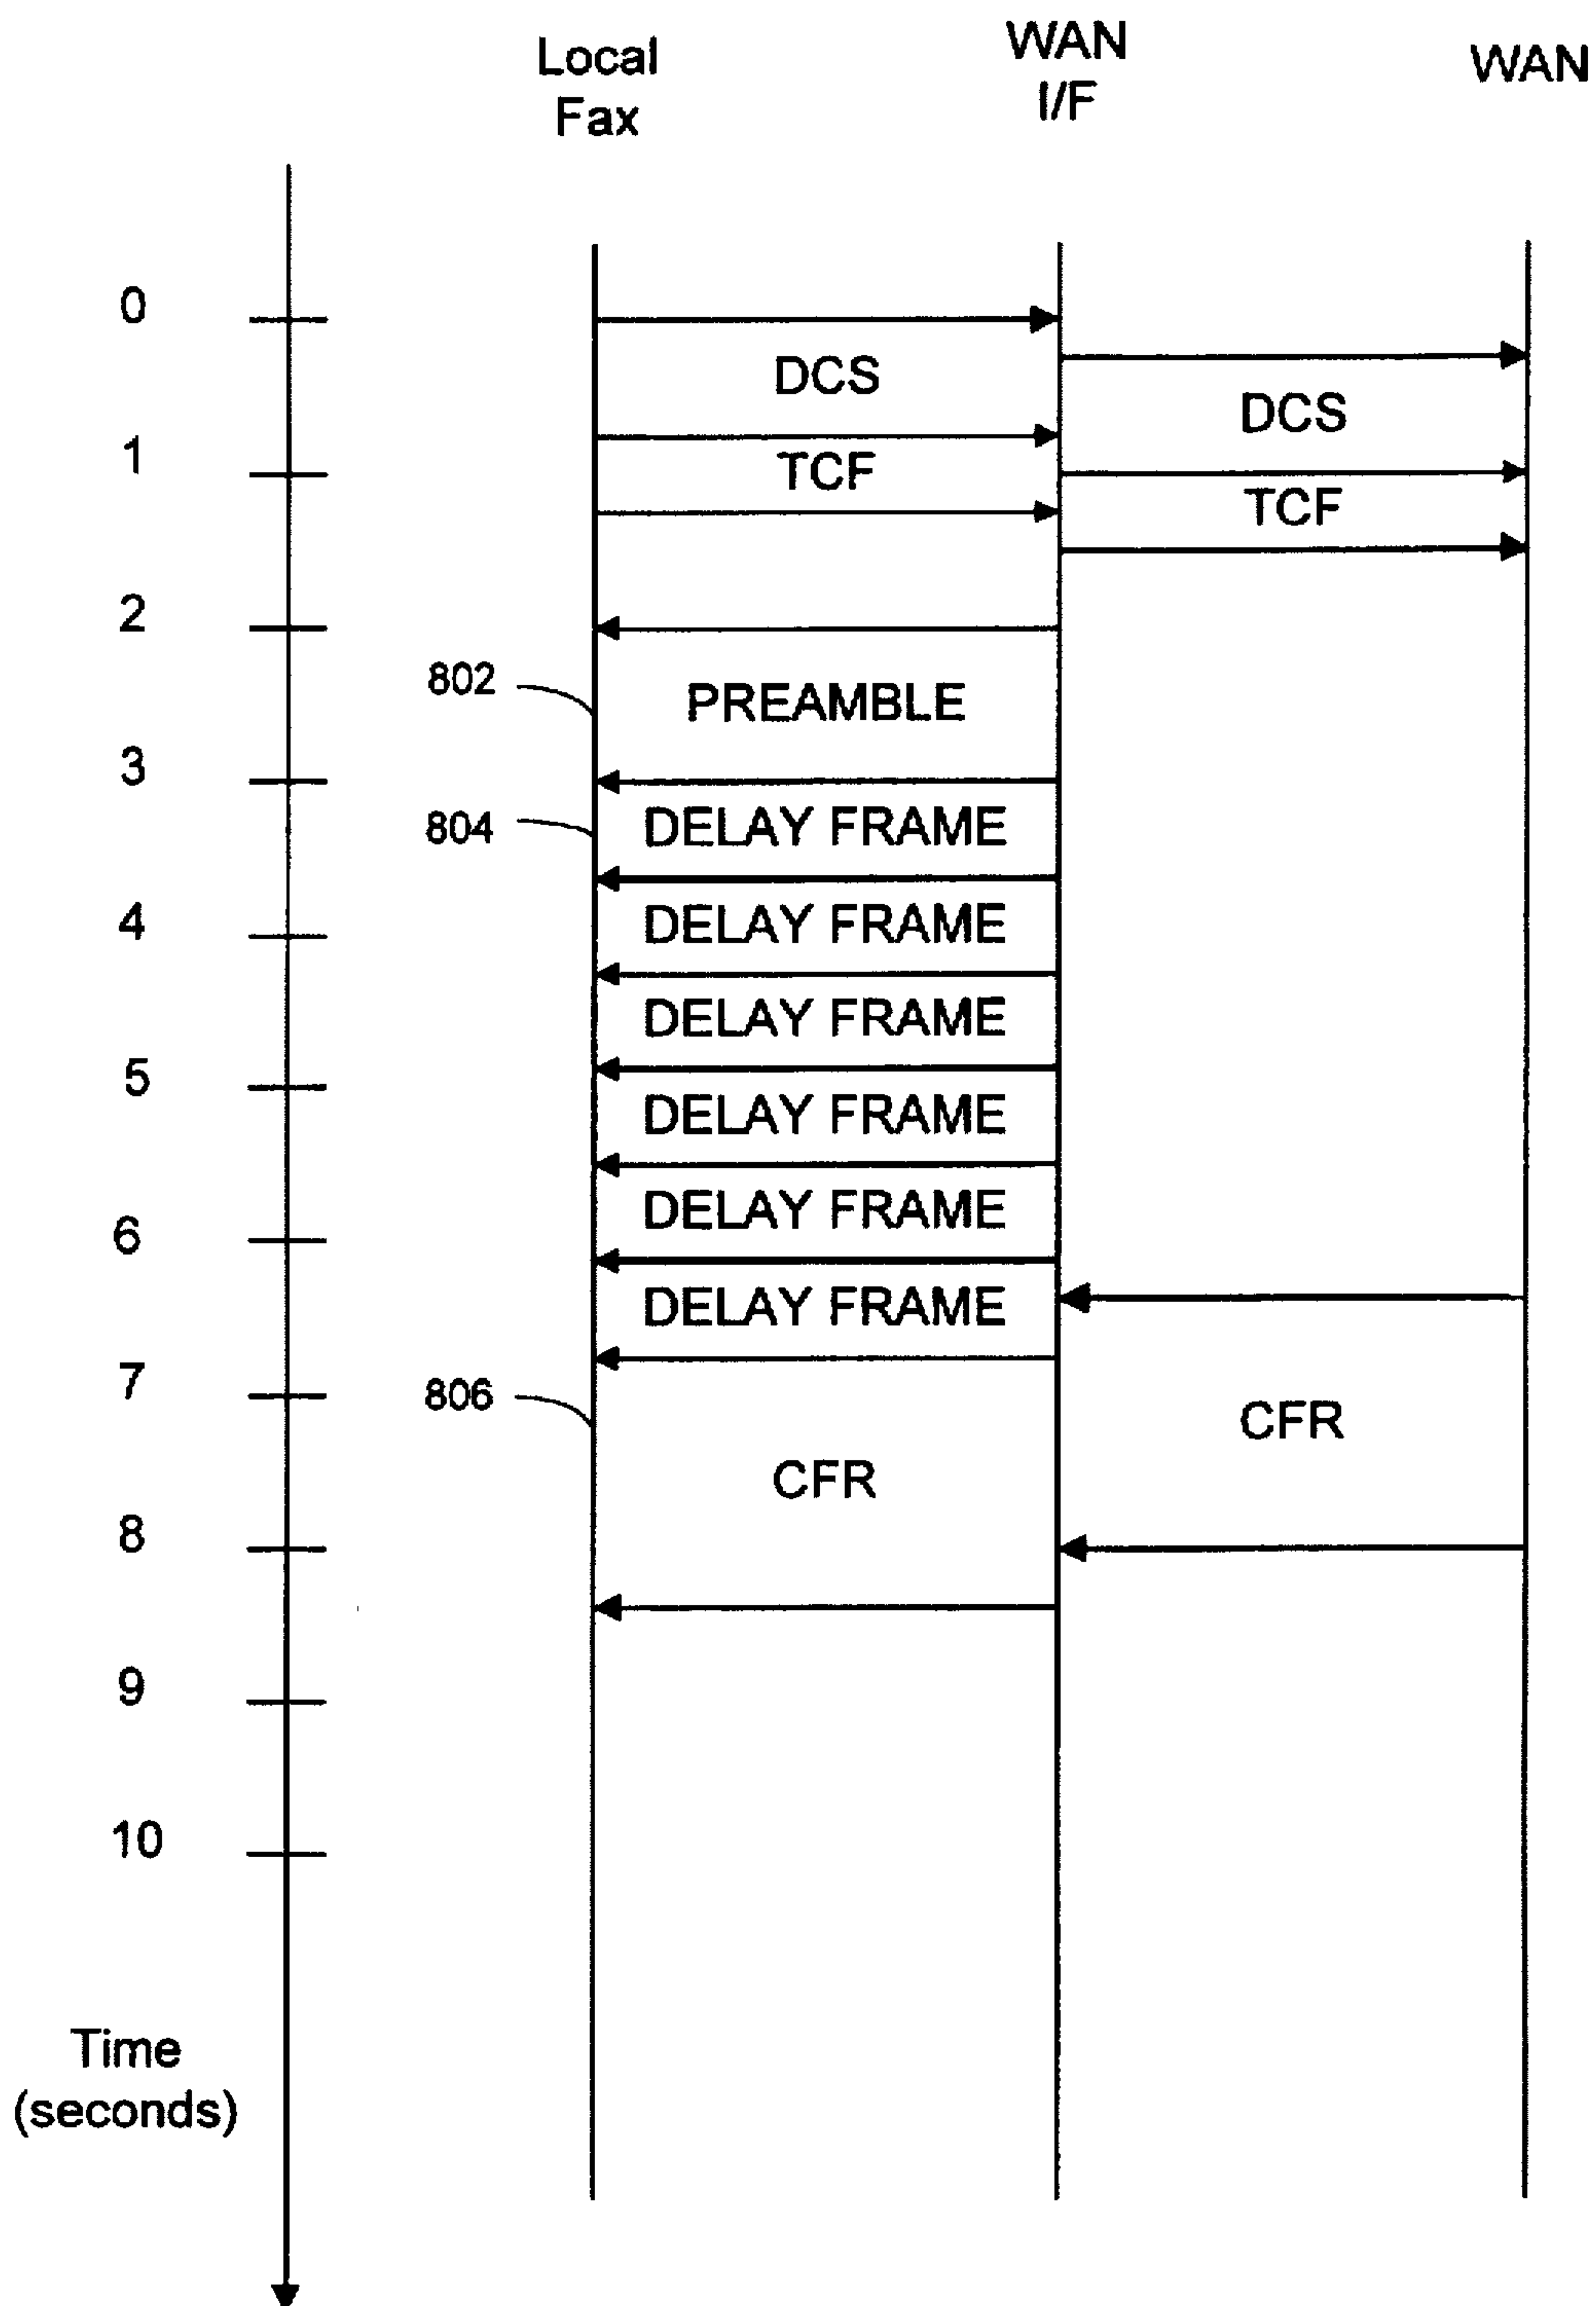 Local
Fax
WAN
I/F
WAN
0
DCS
DCS
1
TCF
TCF
2
802
PREAMBLE
3
804
DELAY FRAME
4
DELAY FRAME
DELAY FRAME
5
DELAY FRAME
6
DELAY FRAME
DELAY FRAME
7
806
CFR
CFR
8
9
10
Time
(seconds)